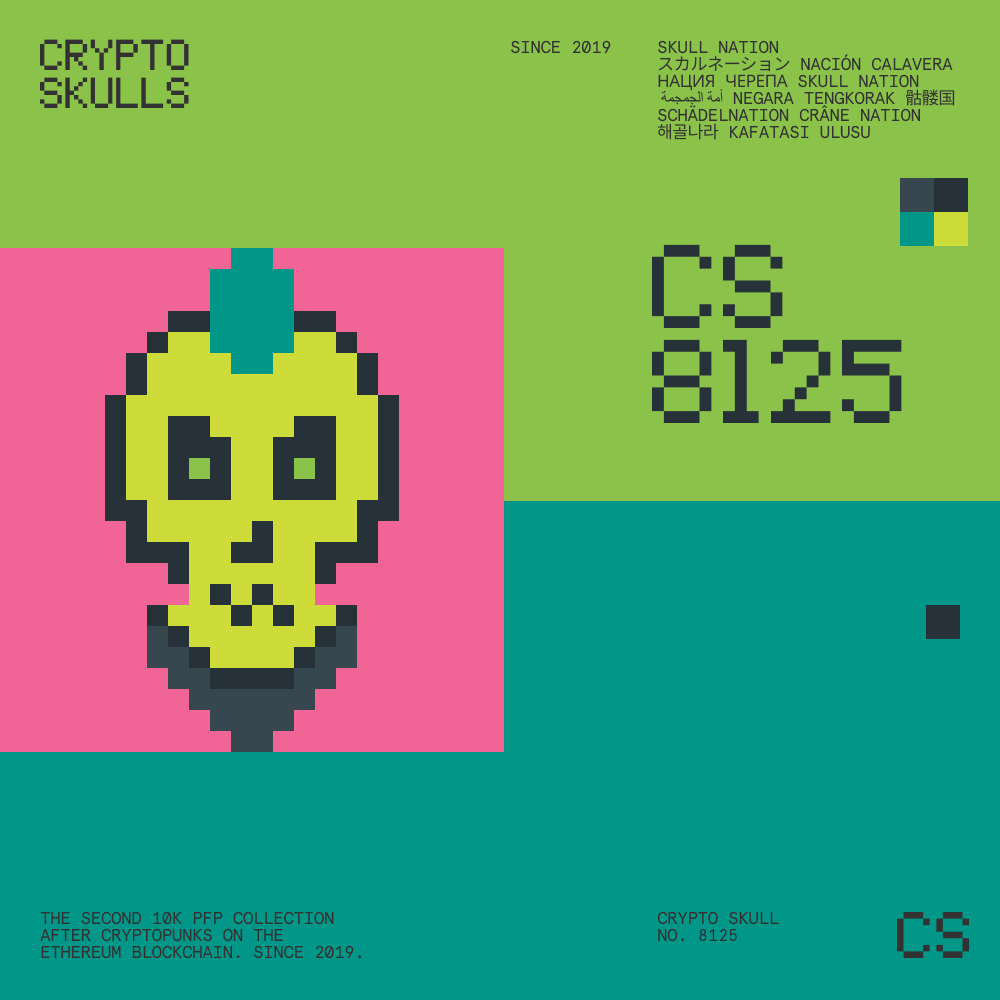 CRYPTO
SKULLS
SINCE 2019
SKULL NATION
スカルネーション NACIÓN CALAVERA
НАЦИЯ ЧЕРЕПА SKULL NATION
أمة الجمجمة NEGARA TENGKORAK 骷髅国
SCHÄDELNATION CRÂNE NATION
해골나라 KAFATASI ULUSU
CS
8125
THE SECOND 10K PFP COLLECTION
AFTER CRYPTOPUNKS ON THE
ETHEREUM BLOCKCHAIN. SINCE 2019.
CRYPTO SKULL
NO. 8125
CS